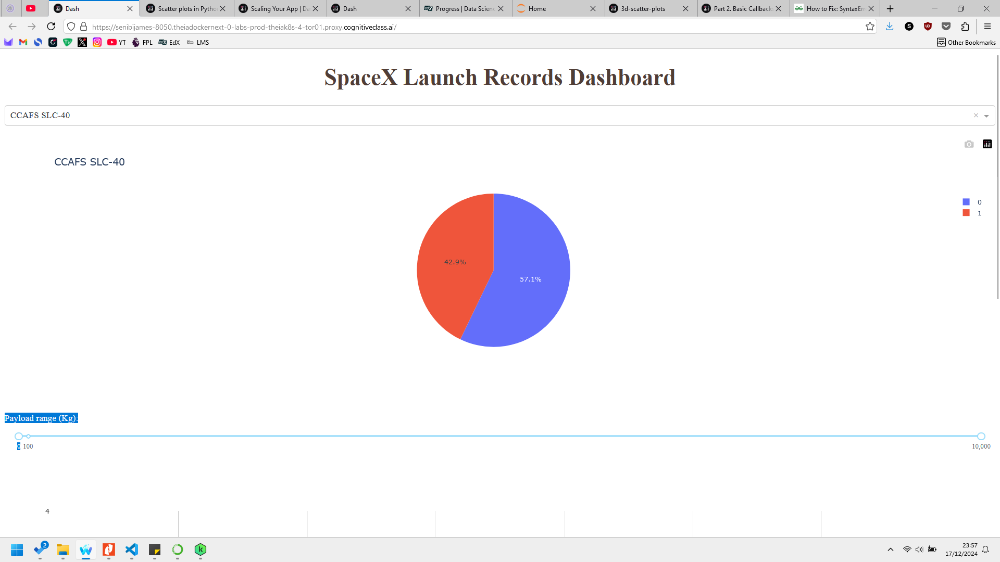 Dash
Scatter plots in Pytho
Scaling Your App | Da
Dash
Progress | Data Scienc
Home
3d-scatter-plots
Part 2. Basic Callbacks
How to Fix: SyntaxErr
https://senibijames-8050.theiadockernext-0-labs-prod-theiak8s-4-tor01.proxy.cognitiveclass.ai/
YT
FPL
EdX
LMS
Other Bookmarks
SpaceX Launch Records Dashboard
CCAFS SLC-40
CCAFS SLC-40
0
1
42.9%
57.1%
Payload range (Kg):
0 100 10,000
4
2
23:57
17/12/2024